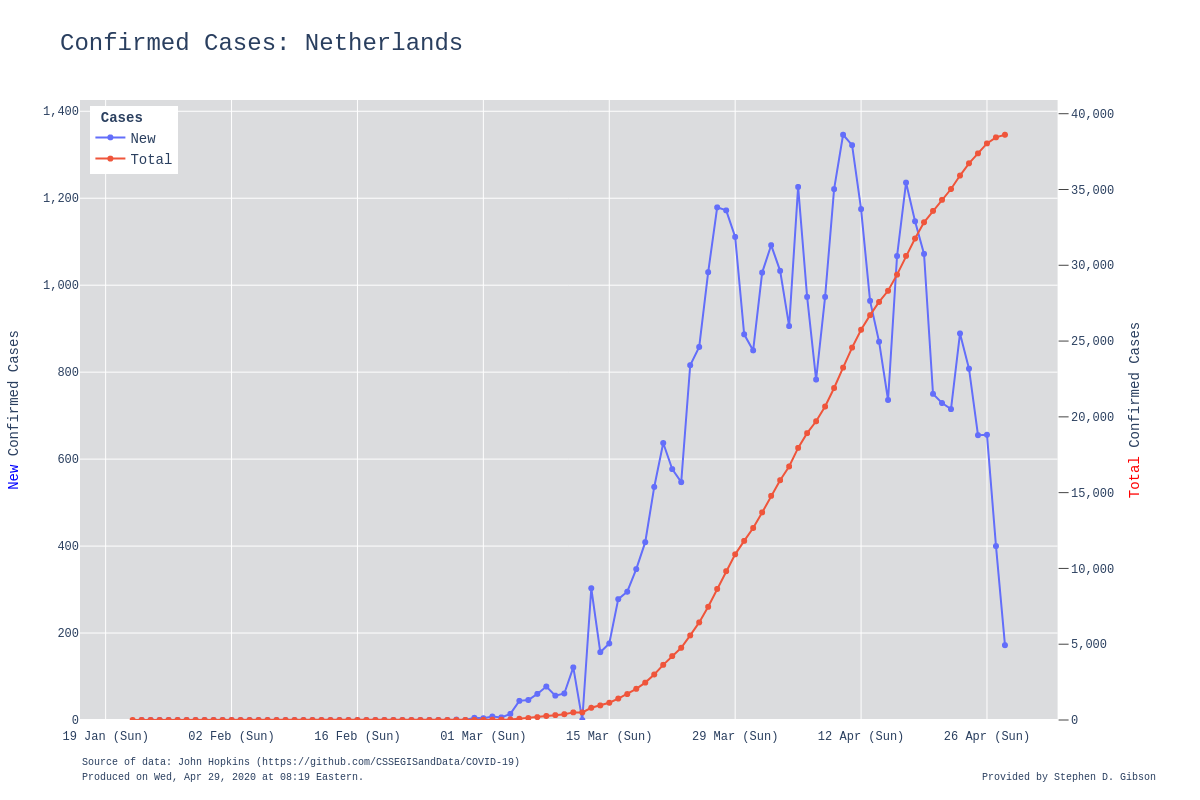 Confirmed Cases: Netherlands
Cases
New
Total
1,400
1,200
1,000
800
600
400
200
0
New Confirmed Cases
40,000
35,000
30,000
25,000
20,000
15,000
10,000
5,000
0
Total Confirmed Cases
19 Jan (Sun) 02 Feb (Sun) 16 Feb (Sun) 01 Mar (Sun) 15 Mar (Sun) 29 Mar (Sun) 12 Apr (Sun) 26 Apr (Sun)
Source of data: John Hopkins (https://github.com/CSSEGISandData/COVID-19)
Produced on Wed, Apr 29, 2020 at 08:19 Eastern.
Provided by Stephen D. Gibson